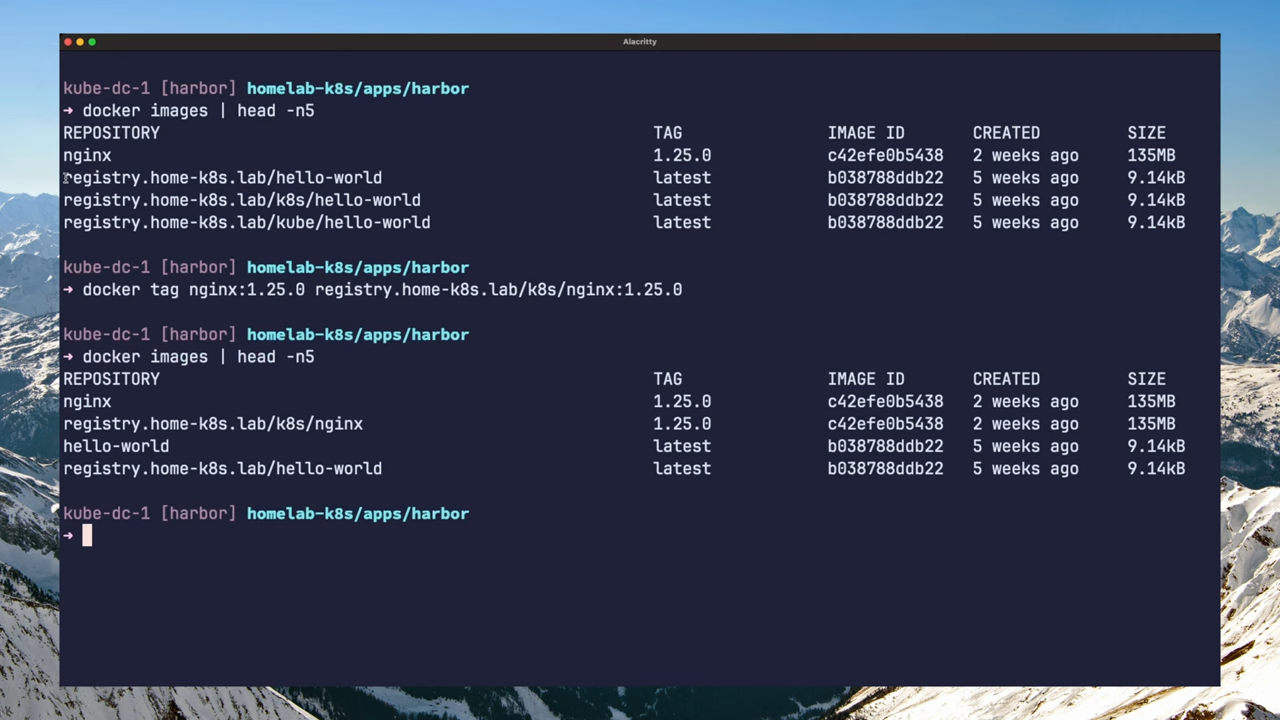 Alacritty
kube-dc-1 [harbor] homelab-k8s/apps/harbor
→ docker images | head -n5
REPOSITORY TAG IMAGE ID CREATED SIZE
nginx 1.25.0 c42efe0b5438 2 weeks ago 135MB
registry.home-k8s.lab/hello-world latest b038788ddb22 5 weeks ago 9.14kB
registry.home-k8s.lab/k8s/hello-world latest b038788ddb22 5 weeks ago 9.14kB
registry.home-k8s.lab/kube/hello-world latest b038788ddb22 5 weeks ago 9.14kB
kube-dc-1 [harbor] homelab-k8s/apps/harbor
→ docker tag nginx:1.25.0 registry.home-k8s.lab/k8s/nginx:1.25.0
kube-dc-1 [harbor] homelab-k8s/apps/harbor
→ docker images | head -n5
REPOSITORY TAG IMAGE ID CREATED SIZE
nginx 1.25.0 c42efe0b5438 2 weeks ago 135MB
registry.home-k8s.lab/k8s/nginx 1.25.0 c42efe0b5438 2 weeks ago 135MB
hello-world latest b038788ddb22 5 weeks ago 9.14kB
registry.home-k8s.lab/hello-world latest b038788ddb22 5 weeks ago 9.14kB
kube-dc-1 [harbor] homelab-k8s/apps/harbor
→